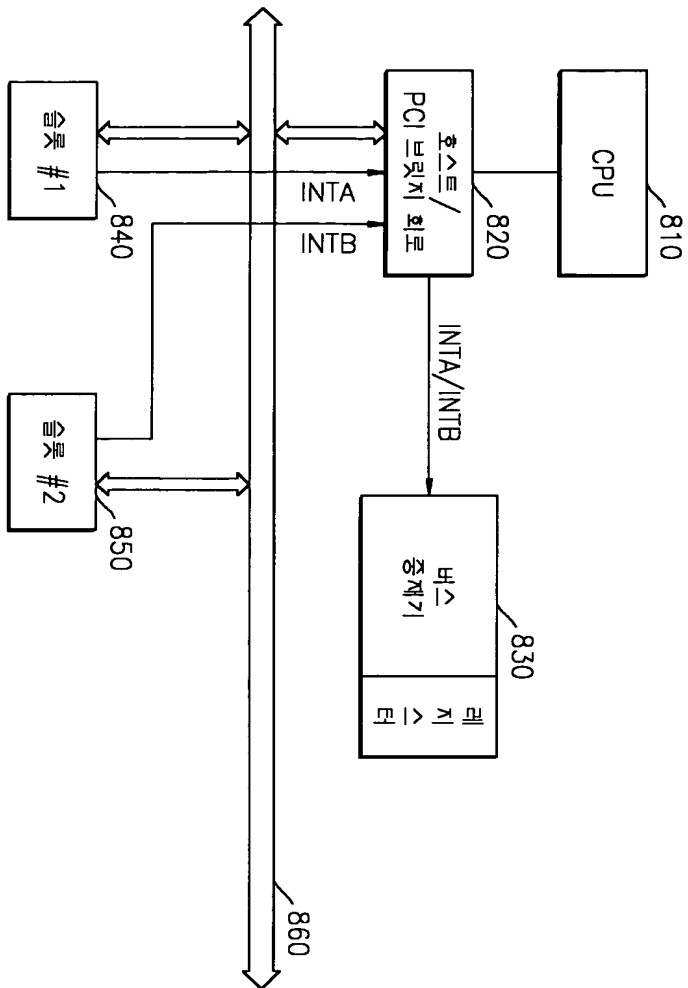 CPU
810
호스트/
PCI 브릿지 회로
820
INTA/INTB
버스
중재기
레지스터
830
INTA
INTB
860
슬롯 #1
840
슬롯 #2
850